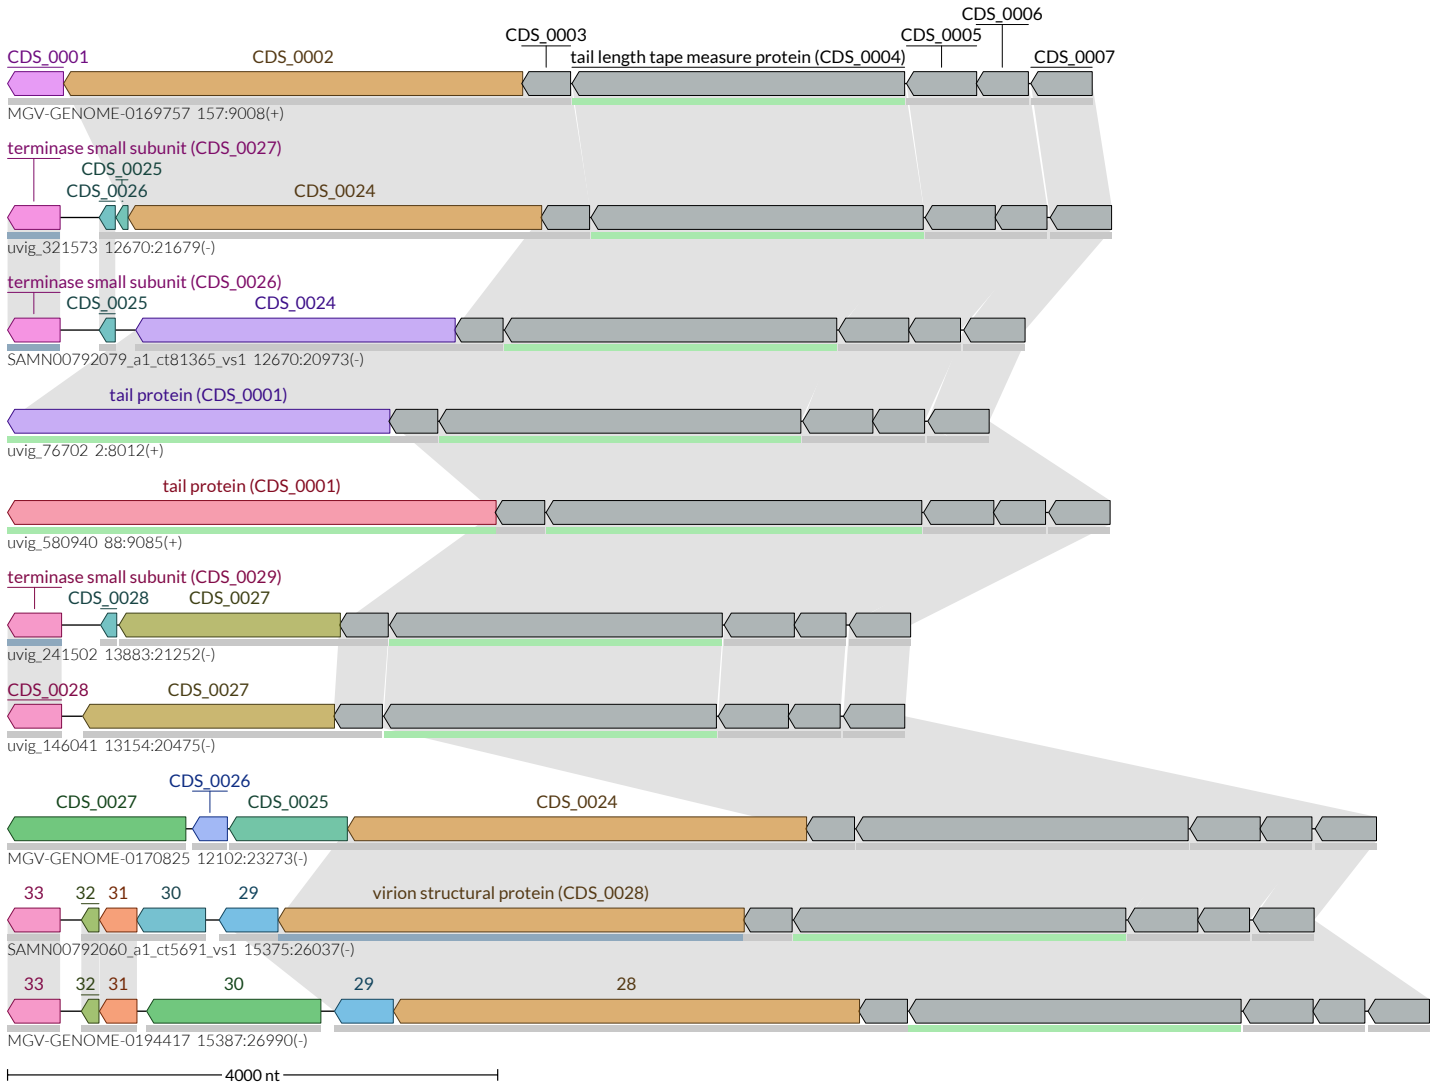 CDS_0006
CDS_0003 CDS_0005
CDS_0001 CDS_0002 tail length tape measure protein (CDS_0004) CDS_0007
MGV-GENOME-0169757 157:9008(+)
terminase small subunit (CDS_0027)
CDS_0025
CDS_0026 CDS_0024
uvig_321573 12670:21679(-)
terminase small subunit (CDS_0026)
CDS_0025 CDS_0024
SAMN00792079_a1_ct81365_vs1 12670:20973(-)
tail protein (CDS_0001)
uvig_76702 2:8012(+)
tail protein (CDS_0001)
uvig_580940 88:9085(+)
terminase small subunit (CDS_0029)
CDS_0028 CDS_0027
uvig_241502 13883:21252(-)
CDS_0028 CDS_0027
uvig_146041 13154:20475(-)
CDS_0026
CDS_0027 CDS_0025 CDS_0024
MGV-GENOME-0170825 12102:23273(-)
33 32 31 30 29 virion structural protein (CDS_0028)
SAMN00792060_a1_ct5691_vs1 15375:26037(-)
33 32 31 30 29 28
MGV-GENOME-0194417 15387:26990(-)
4000 nt